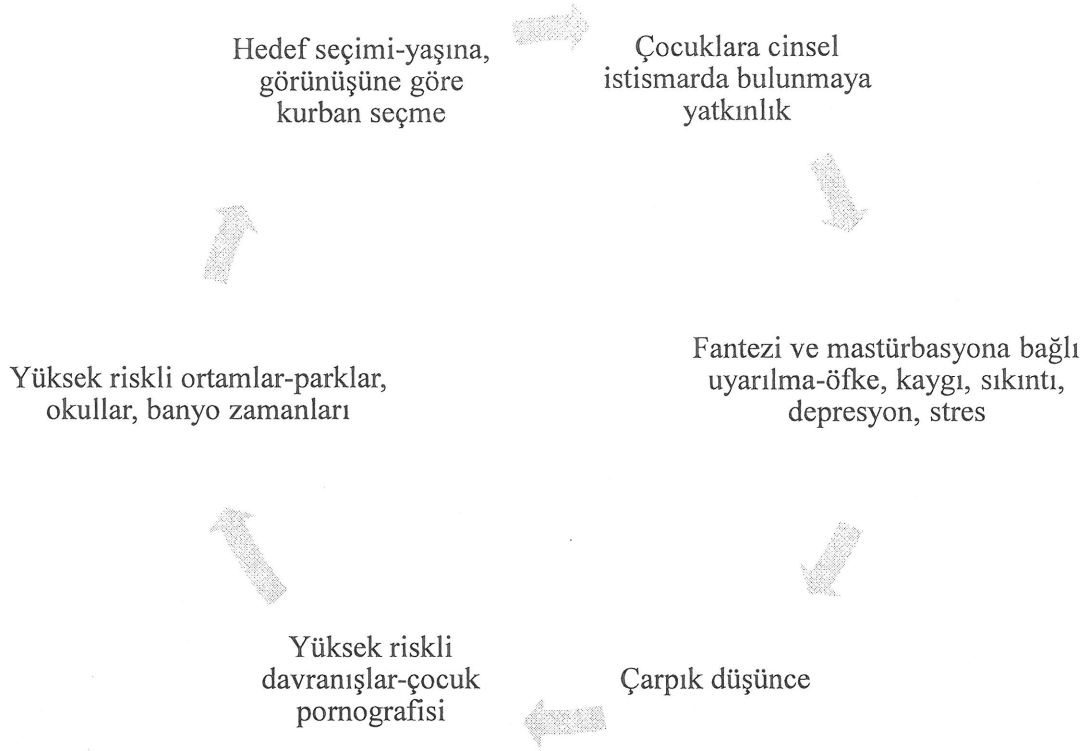 Hedef seçimi-yaşına,
görünüşüne göre
kurban seçme
Çocuklara cinsel
istismarda bulunmaya
yatkınlık
Fantezi ve mastürbasyona bağlı
uyarılma-öfke, kaygı, sıkıntı,
depresyon, stres
Çarpık düşünce
Yüksek riskli
davranışlar-çocuk
pornografisi
Yüksek riskli ortamlar-parklar,
okullar, banyo zamanları